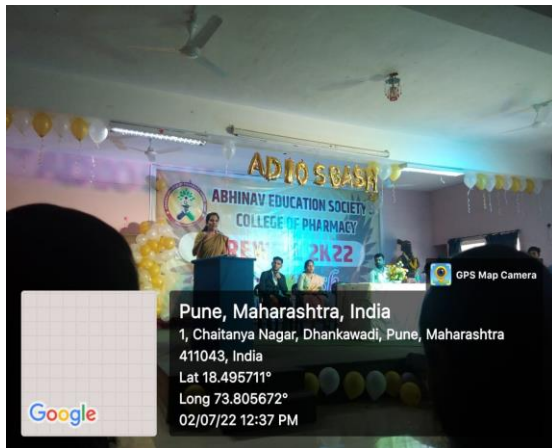 ADIOS
ABHINAV EDUCATION SOCIETY
COLLEGE OF PHARMACY
2K22
GPS Map Camera
Pune, Maharashtra, India
1, Chaitanya Nagar, Dhankawadi, Pune, Maharashtra
411043, India
Lat 18.495711°
Long 73.805672°
02/07/22 12:37 PM
Google